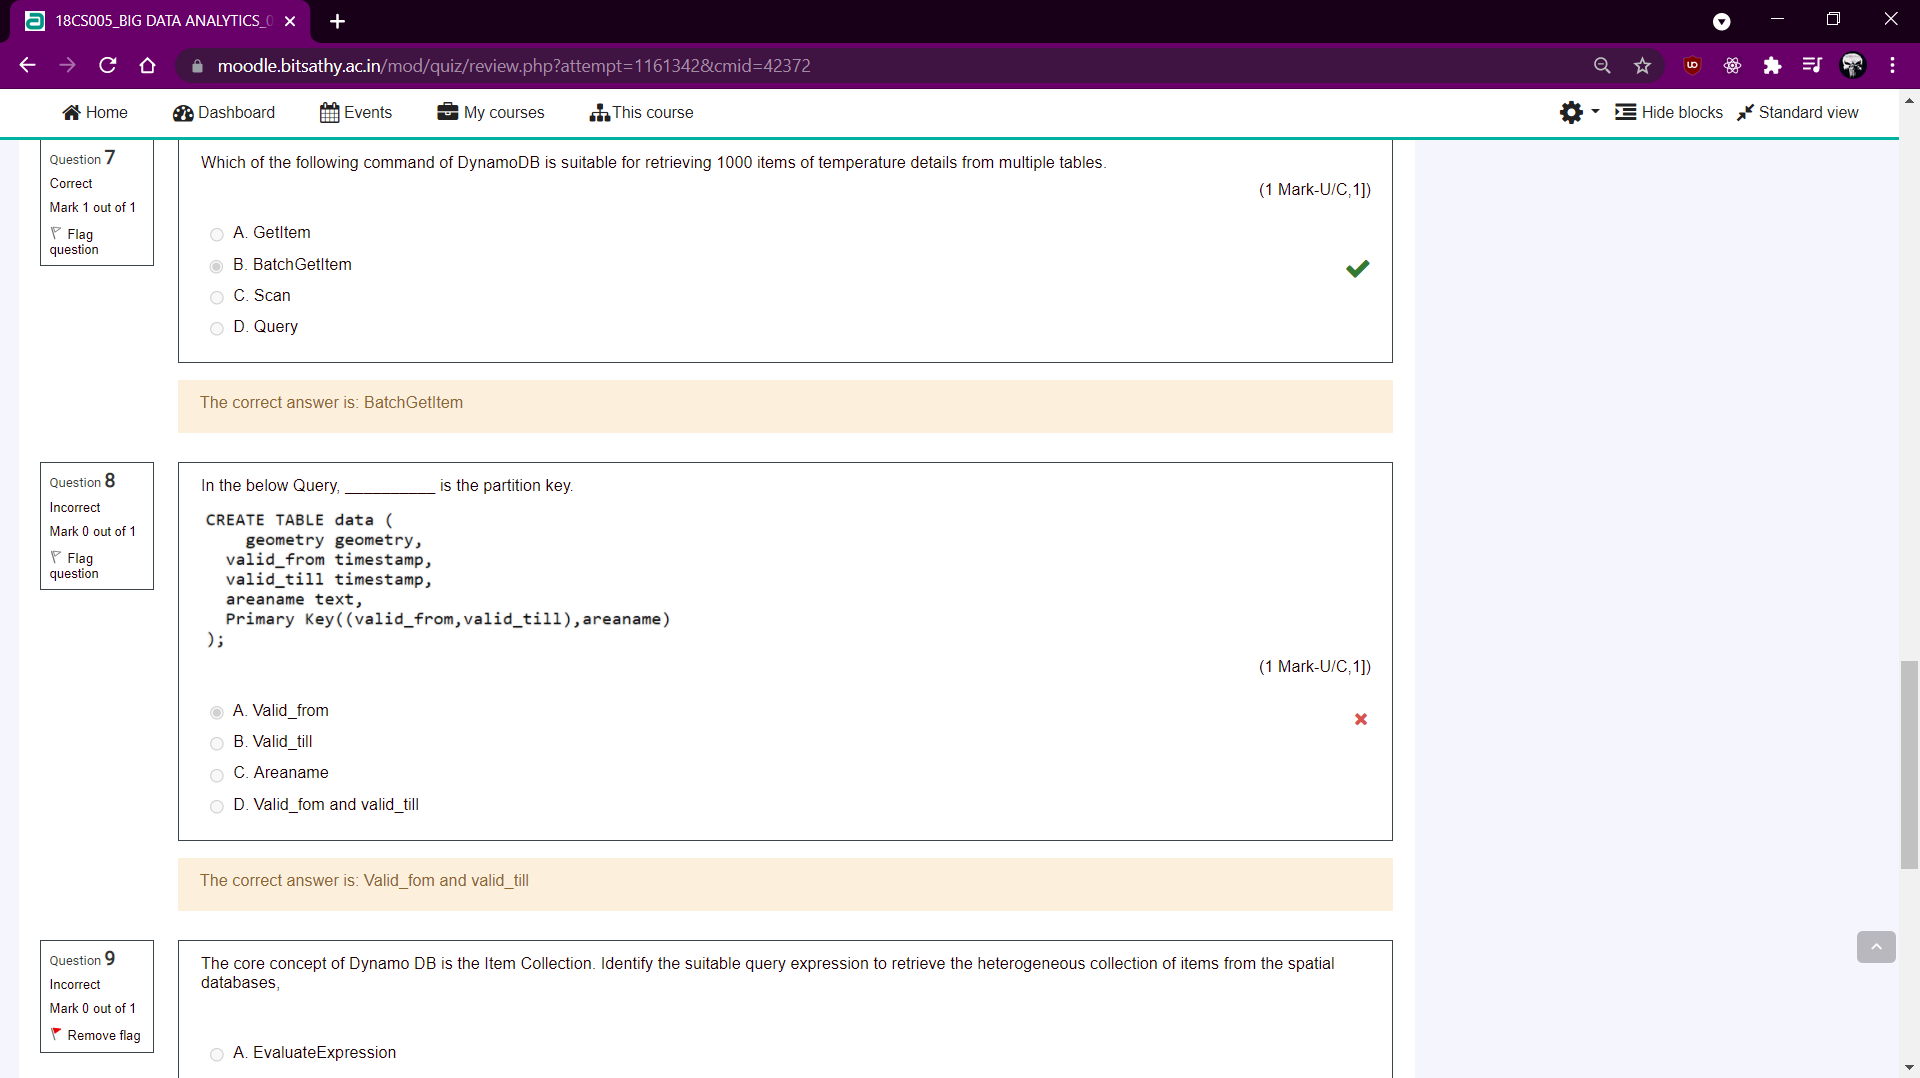 18CS005_BIG DATA ANALYTICS_0
moodle.bitsathy.ac.in/mod/quiz/review.php?attempt=1161342&cmid=42372
Home Dashboard Events My courses This course Hide blocks Standard view
Question 7
Correct
Mark 1 out of 1
Flag question
Which of the following command of DynamoDB is suitable for retrieving 1000 items of temperature details from multiple tables.
(1 Mark-U/C,1])
A. GetItem
B. BatchGetItem
C. Scan
D. Query
The correct answer is: BatchGetItem
Question 8
Incorrect
Mark 0 out of 1
Flag question
In the below Query, __________ is the partition key.
CREATE TABLE data (
geometry geometry,
valid_from timestamp,
valid_till timestamp,
areaname text,
Primary Key((valid_from,valid_till),areaname)
);
(1 Mark-U/C,1])
A. Valid_from
B. Valid_till
C. Areaname
D. Valid_fom and valid_till
The correct answer is: Valid_fom and valid_till
Question 9
Incorrect
Mark 0 out of 1
Remove flag
The core concept of Dynamo DB is the Item Collection. Identify the suitable query expression to retrieve the heterogeneous collection of items from the spatial
databases,
A. EvaluateExpression